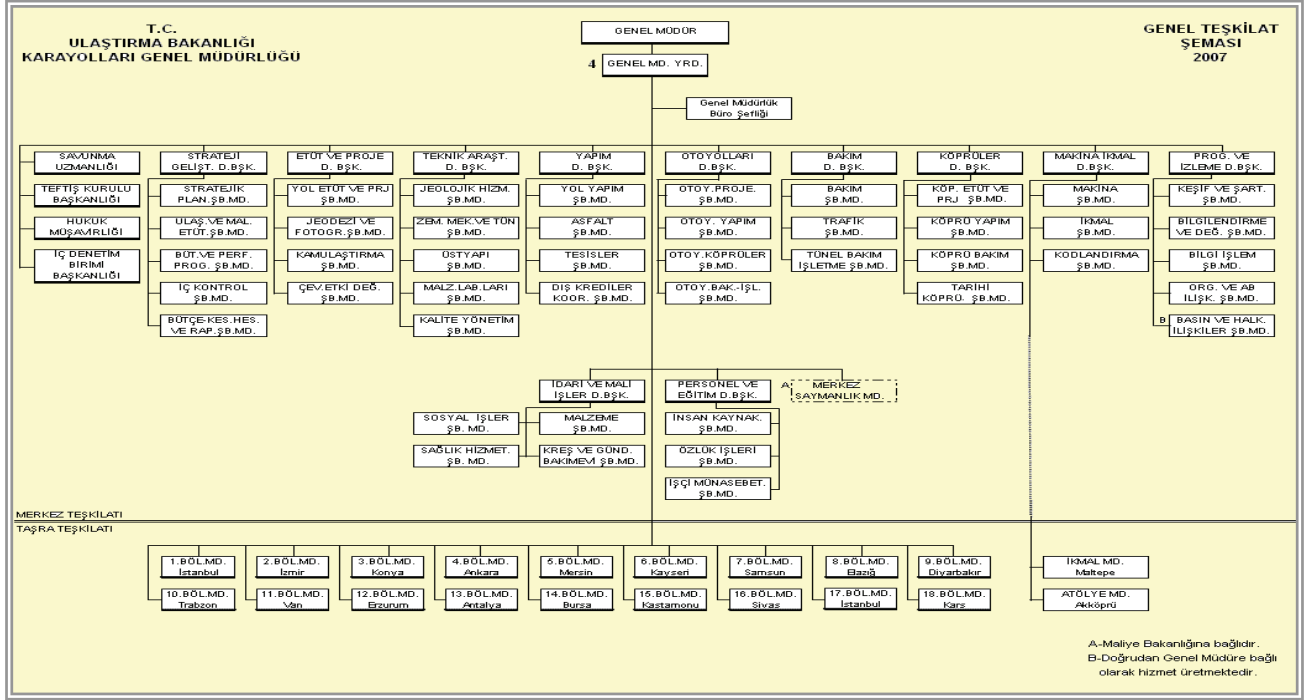 T.C.
ULAŞTIRMA BAKANLIĞI
KARAYOLLARI GENEL MÜDÜRLÜĞÜ
GENEL MÜDÜR
4 GENEL MD. YRD.
Genel Müdürlük
Büro Şefliği
GENEL TEŞKİLAT
ŞEMASI
2007
SAVUNMA
UZMANLIĞI
TEFTİŞ KURULU
BAŞKANLIĞI
HUKUK
MÜŞAVİRLİĞİ
İÇ DENETİM
BİRİMİ
BAŞKANLIĞI
STRATEJİ
GELİŞT. D.BŞK.
STRATEJİK
PLAN.ŞB.MD.
ULAŞ.VE MAL.
ETÜT.ŞB.MD.
BÜT.VE PERF.
PROG. ŞB.MD.
İÇ KONTROL
ŞB.MD.
BÜTÇE-KES.HES.
VE RAP.ŞB.MD.
ETÜT VE PROJE
D. BŞK.
YOL ETÜT VE PRJ
ŞB.MD.
JEODEZİ VE
FOTOGR.ŞB.MD.
KAMULAŞTIRMA
ŞB.MD.
ÇEV.ETKİ DEĞ.
ŞB.MD.
TEKNİK ARAŞT.
D. BŞK.
JEOLOJİK HİZM.
ŞB.MD.
ZEM. MEK.VE TÜN
ŞB.MD.
ÜSTYAPI
ŞB.MD.
MALZ.LAB.LARI
ŞB.MD.
KALİTE YÖNETİM
ŞB.MD.
YAPIM
D. BŞK.
YOL YAPIM
ŞB.MD.
ASFALT
ŞB.MD.
TESİSLER
ŞB.MD.
DIŞ KREDİLER
KOOR. ŞB.MD.
OTOYOLLARI
D.BŞK.
OTOY.PROJE.
ŞB.MD.
OTOY. YAPIM
ŞB.MD.
OTOY.KÖPRÜLER
ŞB.MD.
OTOY.BAK.-İŞL.
ŞB.MD.
BAKIM
D. BŞK.
BAKIM
ŞB.MD.
TRAFİK
ŞB.MD.
TÜNEL BAKIM
İŞLETME ŞB.MD.
KÖPRÜLER
D. BŞK.
KÖP. ETÜT VE
PRJ ŞB.MD.
KÖPRÜ YAPIM
ŞB.MD.
KÖPRÜ BAKIM
ŞB.MD.
TARİHİ
KÖPRÜ. ŞB.MD.
MAKİNA İKMAL
D.BŞK.
MAKİNA
ŞB.MD.
İKMAL
ŞB.MD.
KODLANDIRMA
ŞB.MD.
PROG. VE
İZLEME D.BŞK.
KEŞİF VE ŞART.
ŞB.MD.
BİLGİLENDİRME
VE DEĞ. ŞB.MD.
BİLGİ İŞLEM
ŞB.MD.
ORG. VE AB
İLİŞK. ŞB.MD.
B BASIN VE HALK.
İLİŞKİLER ŞB.MD.
İDARİ VE MALİ
İŞLER D.BŞK.
SOSYAL İŞLER
ŞB. MD.
MALZEME
ŞB.MD.
SAĞLIK HİZMET.
ŞB. MD.
KREŞ VE GÜND.
BAKIMEVİ ŞB.MD.
PERSONEL VE
EĞİTİM D.BŞK.
İNSAN KAYNAK.
ŞB.MD.
ÖZLÜK İŞLERİ
ŞB.MD.
İŞÇİ MÜNASEBET.
ŞB.MD.
A MERKEZ
SAYMANLIK MD.
MERKEZ TEŞKİLATI
TAŞRA TEŞKİLATI
1.BÖL.MD.
İstanbul
2.BÖL.MD.
İzmir
3.BÖL.MD.
Konya
4.BÖL.MD.
Ankara
5.BÖL.MD.
Mersin
6.BÖL.MD.
Kayseri
7.BÖL.MD.
Samsun
8.BÖL.MD.
Elazığ
9.BÖL.MD.
Diyarbakır
10.BÖL.MD.
Trabzon
11.BÖL.MD.
Van
12.BÖL.MD.
Erzurum
13.BÖL.MD.
Antalya
14.BÖL.MD.
Bursa
15.BÖL.MD.
Kastamonu
16.BÖL.MD.
Sivas
17.BÖL.MD.
İstanbul
18.BÖL.MD.
Kars
İKMAL MD.
Maltepe
ATÖLYE MD.
Akköprü
A-Maliye Bakanlığına bağlıdır.
B-Doğrudan Genel Müdüre bağlı
olarak hizmet üretmektedir.